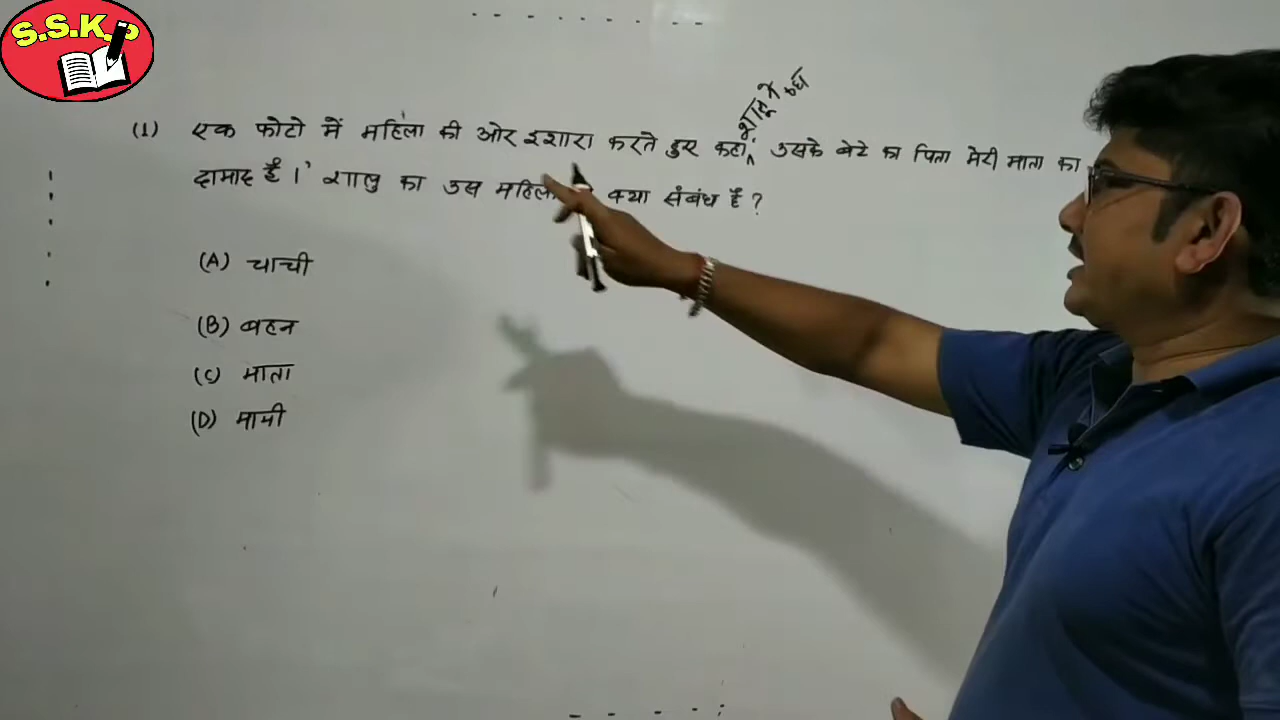 S.S.K.P
शालू ने
(1) एक फोटो में महिला की ओर इशारा करते हुए कहा, उसके बेटे का पिता मेरी माता का
दामाद है।' शालु का उस महिला क्या संबंध है?
(A) चाची
(B) बहन
(C) माता
(D) मामी